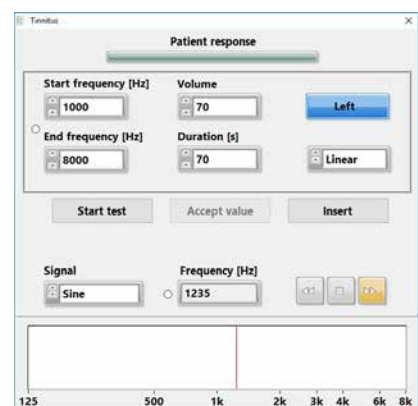 Tinnitus
Patient response
Start frequency [Hz] Volume
1000 70 Left
End frequency [Hz] Duration [s]
8000 70 Linear
Start test Accept value Insert
Signal Frequency [Hz]
Sine 1235
125 500 1k 2k 3k 4k 6k 8k